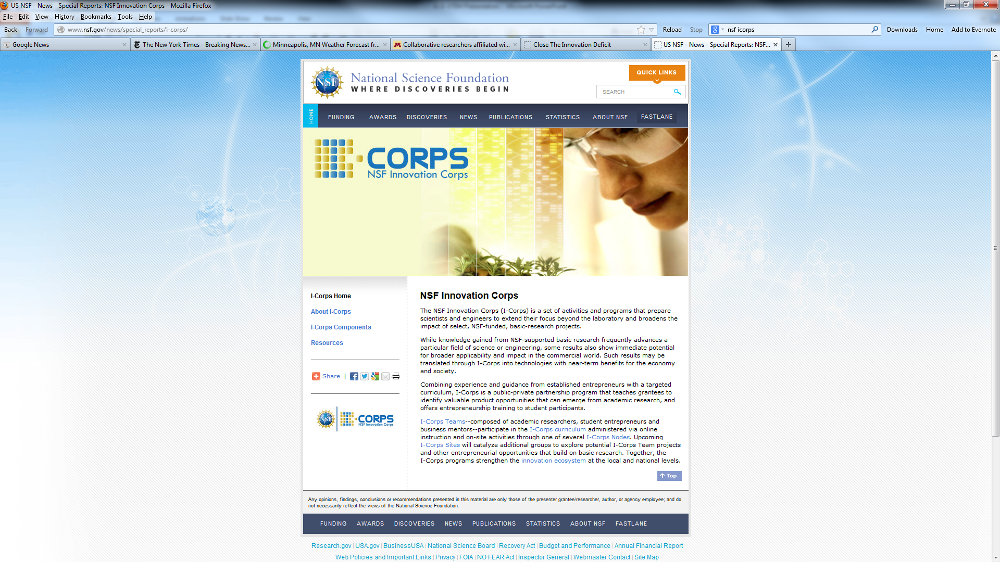 US NSF - News - Special Reports: NSF Innovation Corps - Mozilla Firefox
File Edit View History Bookmarks Tools Help
Back Forward www.nsf.gov/news/special_reports/i-corps/ Reload Stop nsf icorps Downloads Home Add to Evernote
Google News The New York Times - Breaking News... Minneapolis, MN Weather Forecast fr... Collaborative researchers affiliated wi... Close The Innovation Deficit US NSF - News - Special Reports: NSF...
NSF National Science Foundation
WHERE DISCOVERIES BEGIN
QUICK LINKS
SEARCH
HOME FUNDING AWARDS DISCOVERIES NEWS PUBLICATIONS STATISTICS ABOUT NSF FASTLANE
I-CORPS
NSF Innovation Corps
I-Corps Home
About I-Corps
I-Corps Components
Resources
Share |
NSF I-CORPS
NSF Innovation Corps
NSF Innovation Corps
The NSF Innovation Corps (I-Corps) is a set of activities and programs that prepare
scientists and engineers to extend their focus beyond the laboratory and broadens the
impact of select, NSF-funded, basic-research projects.
While knowledge gained from NSF-supported basic research frequently advances a
particular field of science or engineering, some results also show immediate potential
for broader applicability and impact in the commercial world. Such results may be
translated through I-Corps into technologies with near-term benefits for the economy
and society.
Combining experience and guidance from established entrepreneurs with a targeted
curriculum, I-Corps is a public-private partnership program that teaches grantees to
identify valuable product opportunities that can emerge from academic research, and
offers entrepreneurship training to student participants.
I-Corps Teams--composed of academic researchers, student entrepreneurs and
business mentors--participate in the I-Corps curriculum administered via online
instruction and on-site activities through one of several I-Corps Nodes. Upcoming
I-Corps Sites will catalyze additional groups to explore potential I-Corps Team projects
and other entrepreneurial opportunities that build on basic research. Together, the
I-Corps programs strengthen the innovation ecosystem at the local and national levels.
Top
Any opinions, findings, conclusions or recommendations presented in this material are only those of the presenter grantee/researcher, author, or agency employee; and do
not necessarily reflect the views of the National Science Foundation.
FUNDING AWARDS DISCOVERIES NEWS PUBLICATIONS STATISTICS ABOUT NSF FASTLANE
Research.gov | USA.gov | BusinessUSA | National Science Board | Recovery Act | Budget and Performance | Annual Financial Report
Web Policies and Important Links | Privacy | FOIA | NO FEAR Act | Inspector General | Webmaster Contact | Site Map